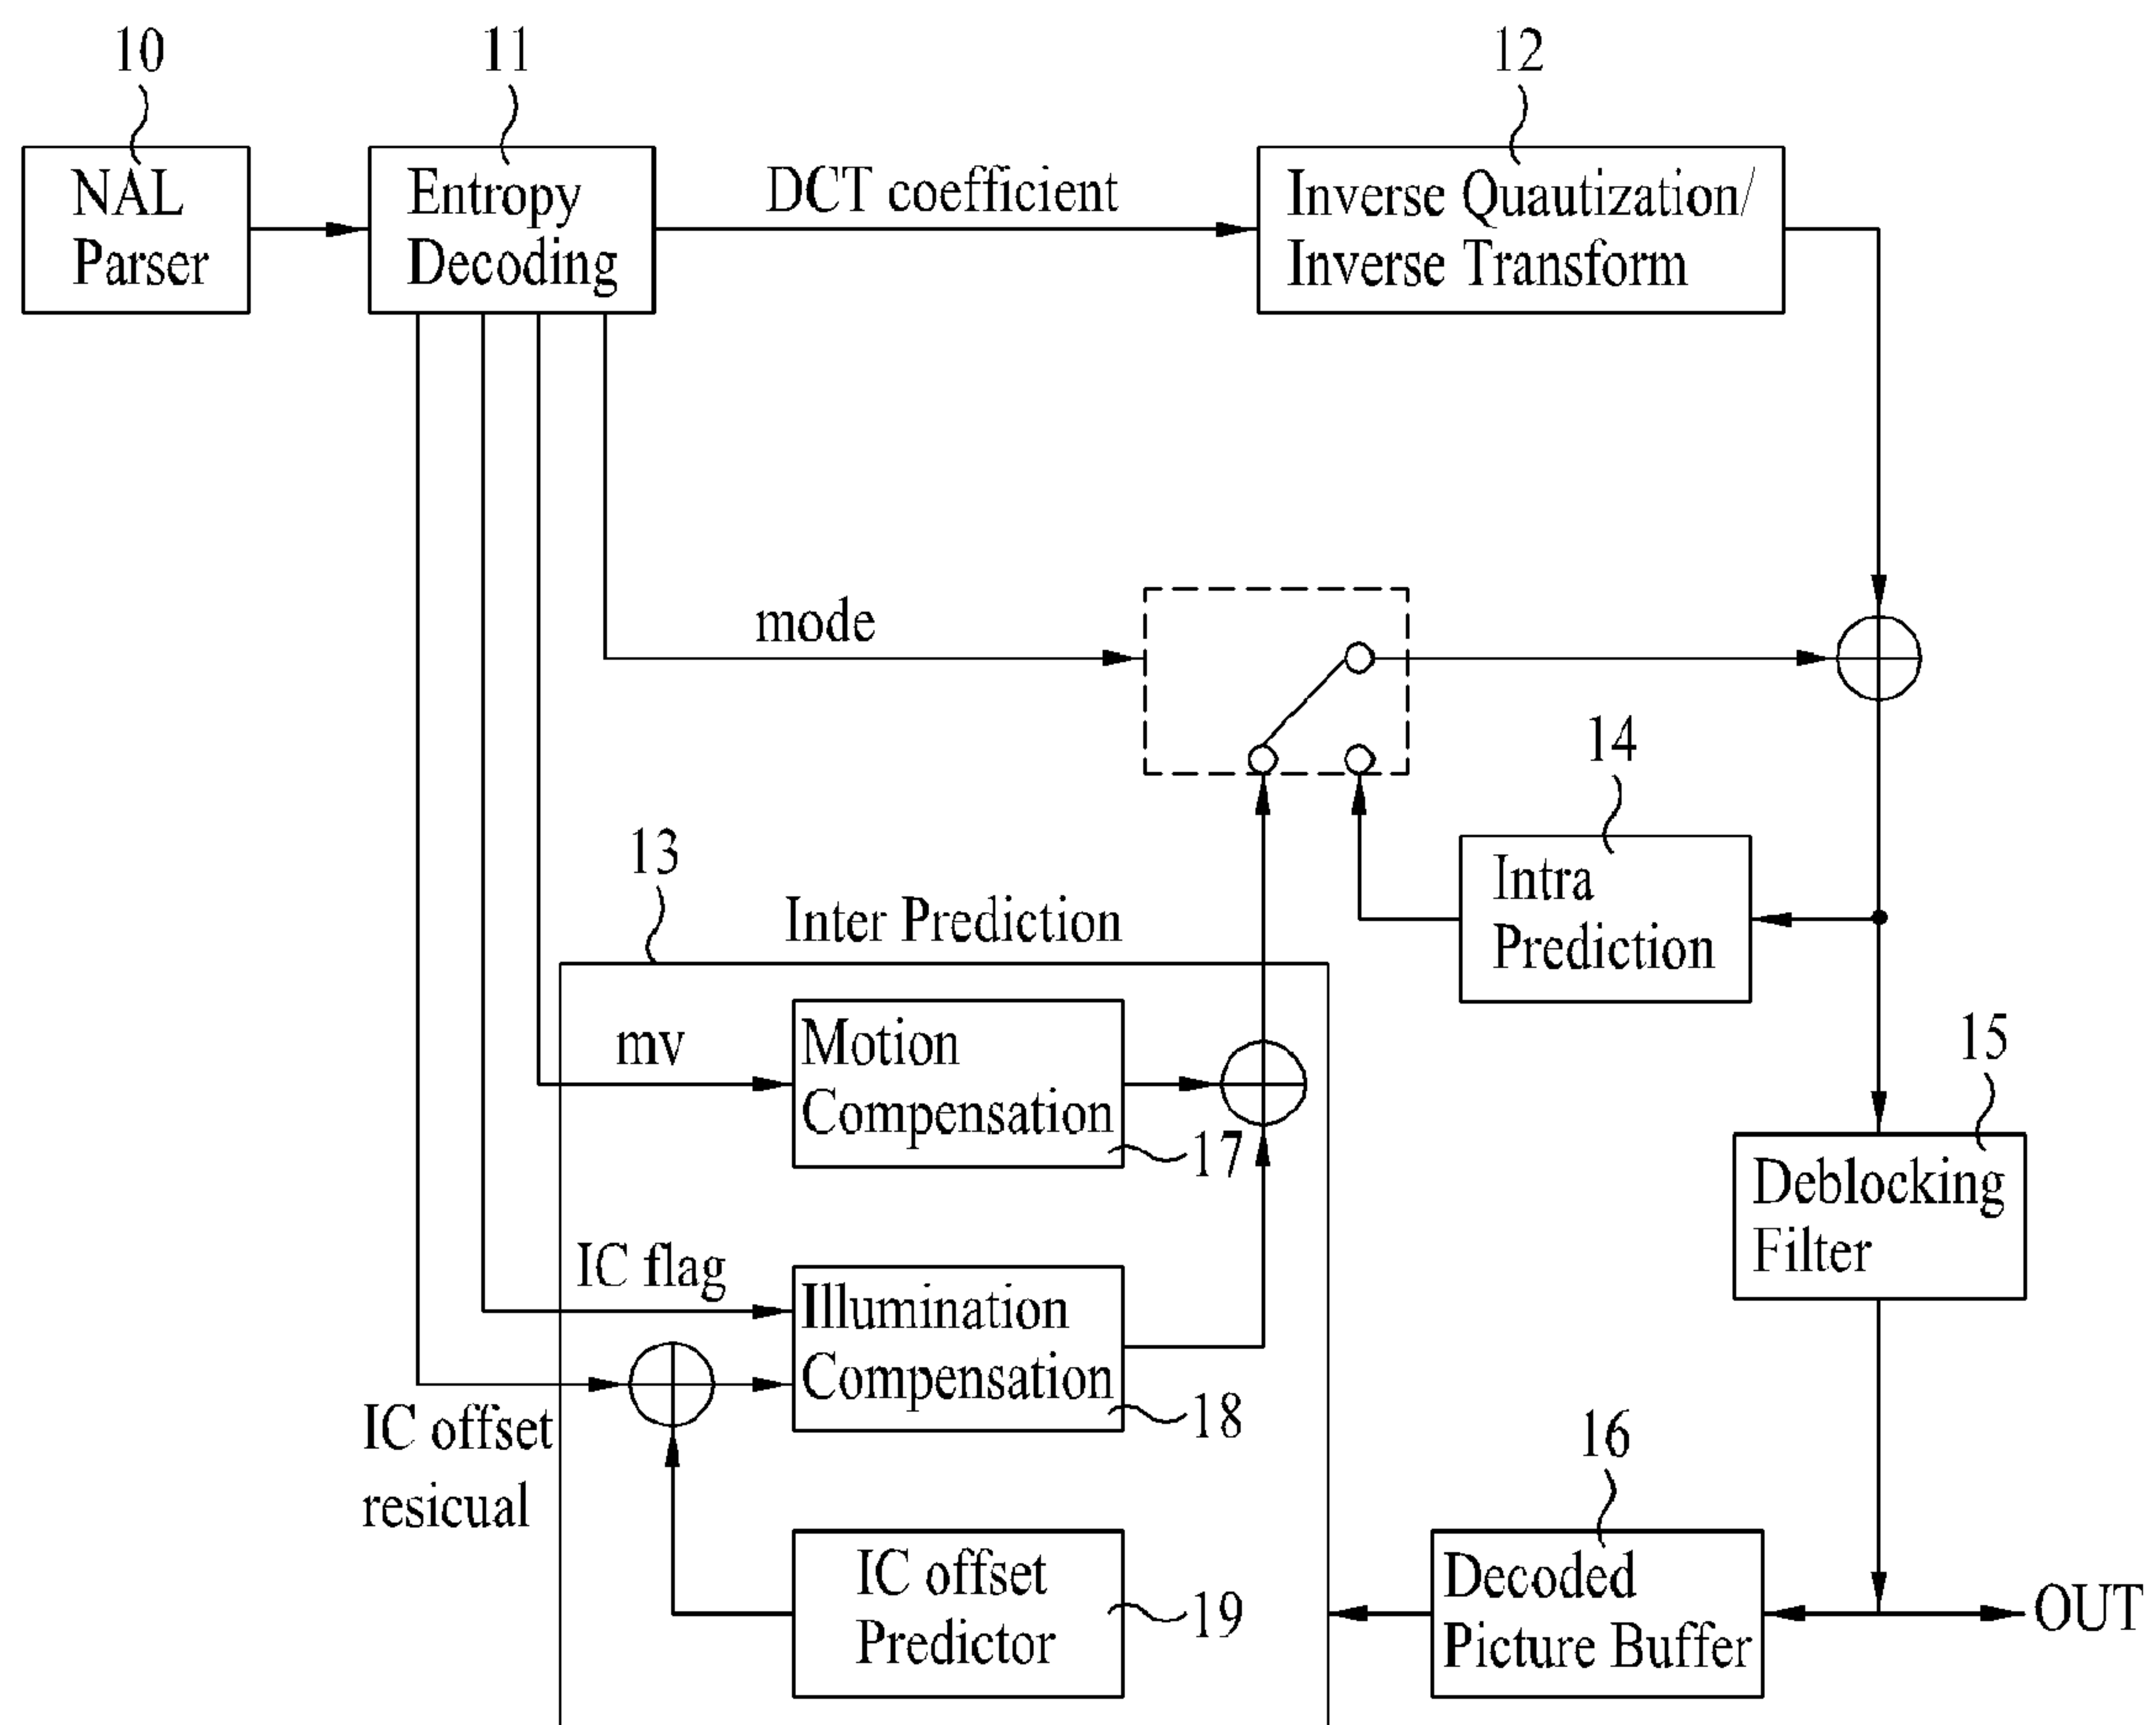 10
11
12
NAL
Parser
Entropy
Decoding
DCT coefficient
Inverse Quautization/
Inverse Transform
mode
14
Intra
Prediction
13
Inter Prediction
mv
Motion
Compensation
17
15
Deblocking
Filter
IC flag
Illumination
Compensation
18
IC offset
resicual
16
IC offset
Predictor
19
Decoded
Picture Buffer
OUT